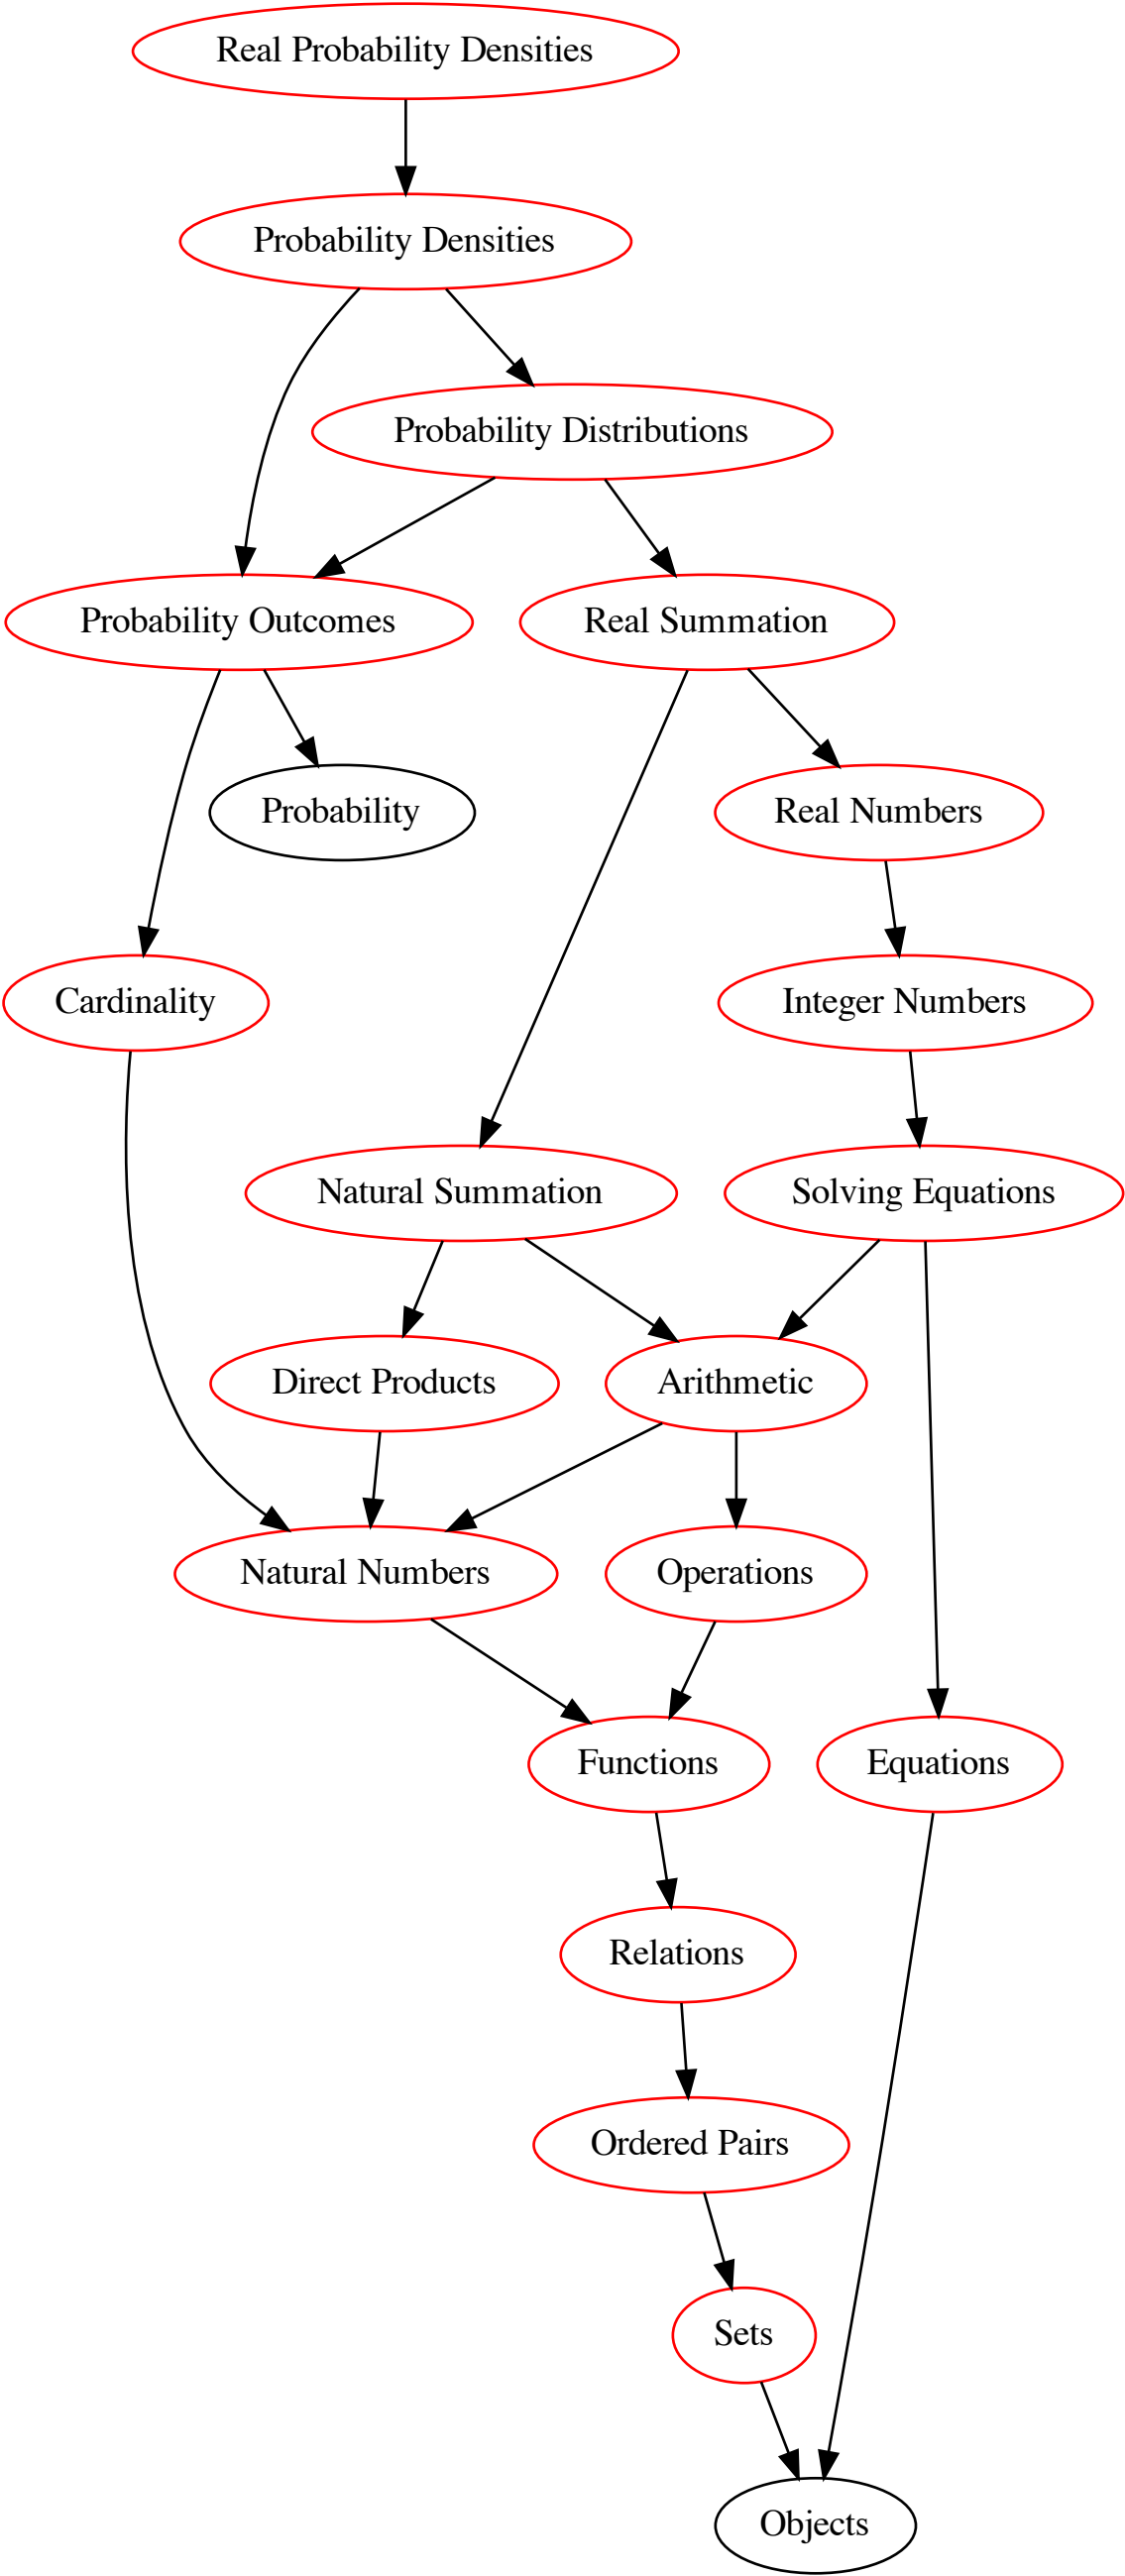 Real Probability Densities
Probability Densities
Probability Distributions
Probability Outcomes
Real Summation
Probability
Real Numbers
Cardinality
Integer Numbers
Natural Summation
Solving Equations
Direct Products
Arithmetic
Natural Numbers
Operations
Functions
Equations
Relations
Ordered Pairs
Sets
Objects